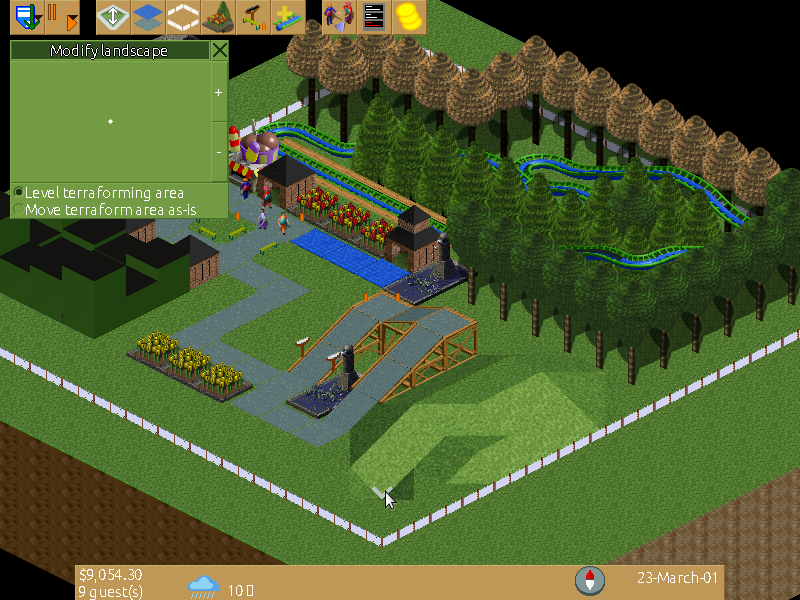 Modify landscape
+
-
Level terraforming area
Move terraform area as-is
$9,054.30
9 guest(s)
10
23-March-01